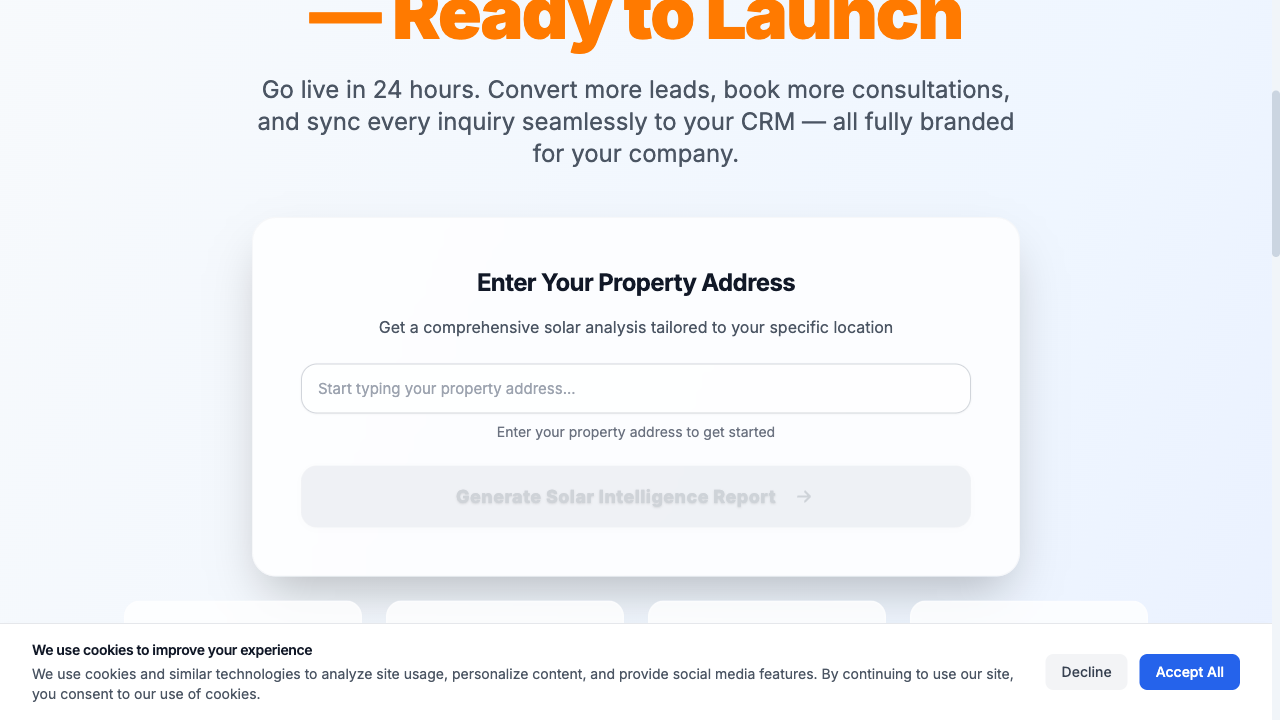 — Ready to Launch
Go live in 24 hours. Convert more leads, book more consultations,
and sync every inquiry seamlessly to your CRM — all fully branded
for your company.
Enter Your Property Address
Get a comprehensive solar analysis tailored to your specific location
Start typing your property address...
Enter your property address to get started
Generate Solar Intelligence Report →
We use cookies to improve your experience
We use cookies and similar technologies to analyze site usage, personalize content, and provide social media features. By continuing to use our site,
you consent to our use of cookies.
Decline
Accept All